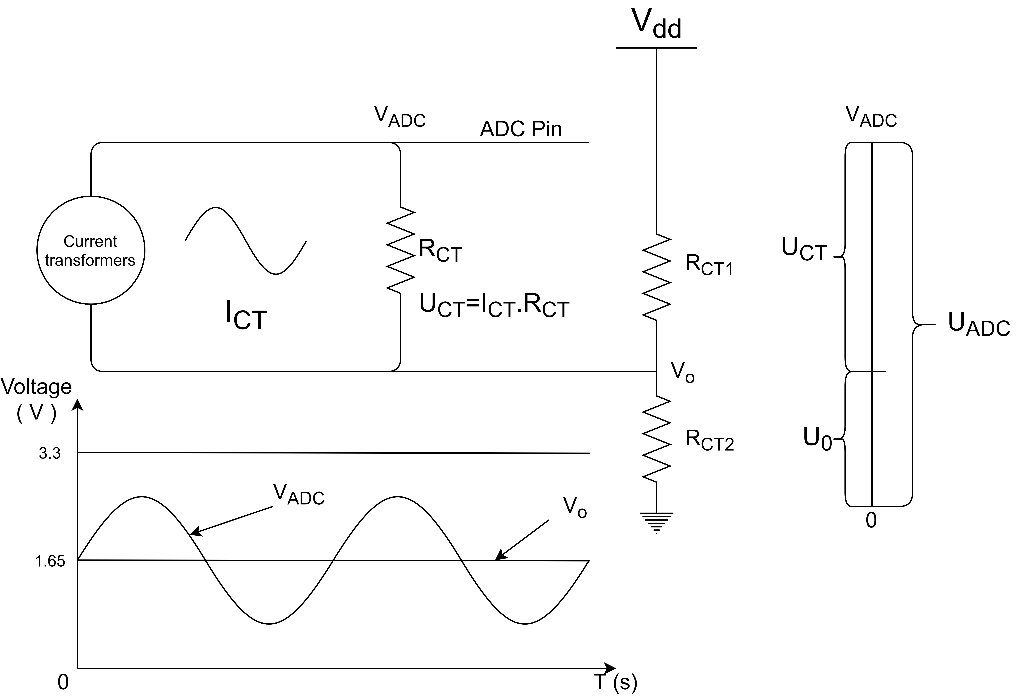 Vdd
VADC
ADC Pin
VADC
Current
transformers
RCT
RCT1
UCT
ICT
UCT=ICT.RCT
UADC
Vo
Voltage
( V )
RCT2
U0
3.3
VADC
Vo
0
1.65
0
T (s)